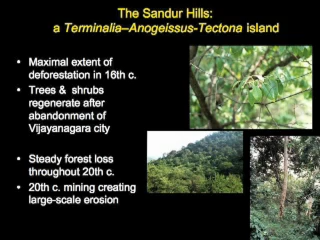 The Sandur Hills:
a Terminalia–Anogeissus-Tectona island
• Maximal extent of
deforestation in 16th c.
• Trees & shrubs
regenerate after
abandonment of
Vijayanagara city
• Steady forest loss
throughout 20th c.
• 20th c. mining creating
large-scale erosion